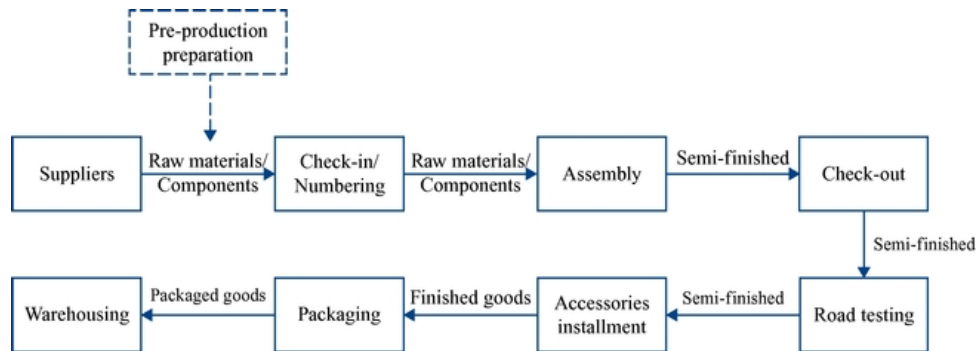 Pre-production
preparation
Suppliers
Raw materials/
Components
Check-in/
Numbering
Raw materials/
Components
Assembly
Semi-finished
Check-out
Semi-finished
Warehousing
Packaged goods
Packaging
Finished goods
Accessories
installment
Semi-finished
Road testing